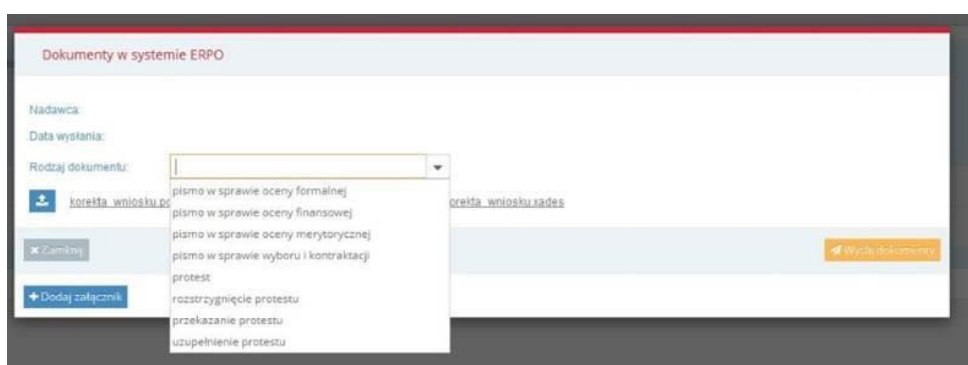 Dokumenty w systemie ERPO
Nadawca:
Data wysłania:
Rodzaj dokumentu:
korekta_wniosku.pd orekta_wniosku.xades
pismo w sprawie oceny formalnej
pismo w sprawie oceny finansowej
pismo w sprawie oceny merytorycznej
pismo w sprawie wyboru i kontraktacji
protest
rozstrzygnięcie protestu
przekazanie protestu
uzupełnienie protestu
Zamknij
Wyślij dokumenty
Dodaj załącznik